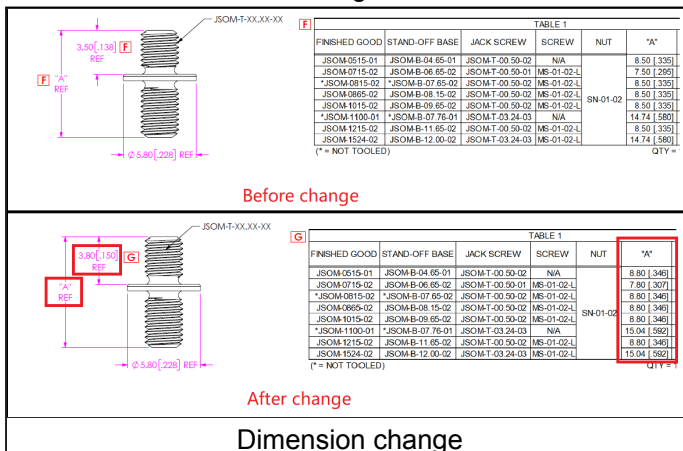 JSOM-T-XX.XX-XX
3.50[.138] F
REF
F "A"
REF
Ø 5.80[.228] REF
F
TABLE 1
FINISHED GOOD STAND-OFF BASE JACK SCREW SCREW NUT "A"
JSOM-0515-01 JSOM-B-04.65-01 JSOM-T-00.50-02 N/A 8.50 [.335]
JSOM-0715-02 JSOM-B-06.65-02 JSOM-T-00.50-01 MS-01-02-L 7.50 [.295]
*JSOM-0815-02 *JSOM-B-07.65-02 JSOM-T-00.50-02 MS-01-02-L 8.50 [.335]
JSOM-0865-02 JSOM-B-08.15-02 JSOM-T-00.50-02 MS-01-02-L SN-01-02 8.50 [.335]
JSOM-1015-02 JSOM-B-09.65-02 JSOM-T-00.50-02 MS-01-02-L 8.50 [.335]
*JSOM-1100-01 *JSOM-B-07.76-01 JSOM-T-03.24-03 N/A 14.74 [.580]
JSOM-1215-02 JSOM-B-11.65-02 JSOM-T-00.50-02 MS-01-02-L 8.50 [.335]
JSOM-1524-02 JSOM-B-12.00-02 JSOM-T-03.24-03 MS-01-02-L 14.74 [.580]
(* = NOT TOOLED) QTY =
Before change
JSOM-T-XX.XX-XX
3.80[.150] G
REF
"A"
REF
Ø 5.80[.228] REF
G
TABLE 1
FINISHED GOOD STAND-OFF BASE JACK SCREW SCREW NUT "A"
JSOM-0515-01 JSOM-B-04.65-01 JSOM-T-00.50-02 N/A 8.80 [.346]
JSOM-0715-02 JSOM-B-06.65-02 JSOM-T-00.50-01 MS-01-02-L 7.80 [.307]
*JSOM-0815-02 *JSOM-B-07.65-02 JSOM-T-00.50-02 MS-01-02-L 8.80 [.346]
JSOM-0865-02 JSOM-B-08.15-02 JSOM-T-00.50-02 MS-01-02-L SN-01-02 8.80 [.346]
JSOM-1015-02 JSOM-B-09.65-02 JSOM-T-00.50-02 MS-01-02-L 8.80 [.346]
*JSOM-1100-01 *JSOM-B-07.76-01 JSOM-T-03.24-03 N/A 15.04 [.592]
JSOM-1215-02 JSOM-B-11.65-02 JSOM-T-00.50-02 MS-01-02-L 8.80 [.346]
JSOM-1524-02 JSOM-B-12.00-02 JSOM-T-03.24-03 MS-01-02-L 15.04 [.592]
(* = NOT TOOLED) QTY = 1
After change
Dimension change